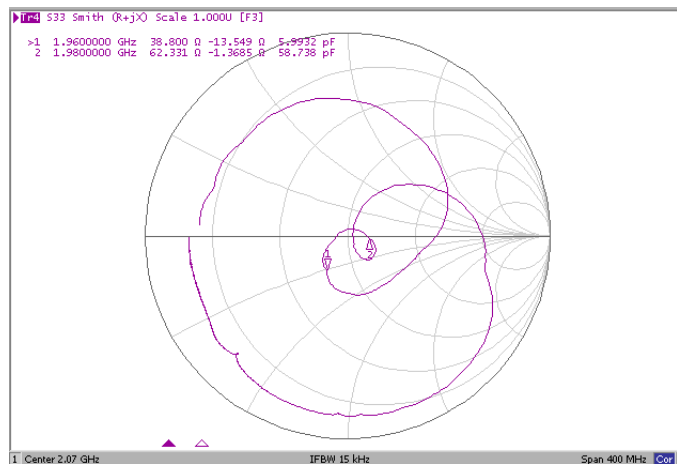 Tr4 S33 Smith (R+jX) Scale 1.000U [F3]
>1 1.9600000 GHz 38.800 Ω -13.549 Ω 5.9932 pF
2 1.9800000 GHz 62.331 Ω -1.3685 Ω 58.738 pF
1
2
1 Center 2.07 GHz IFBW 15 kHz Span 400 MHz Cor